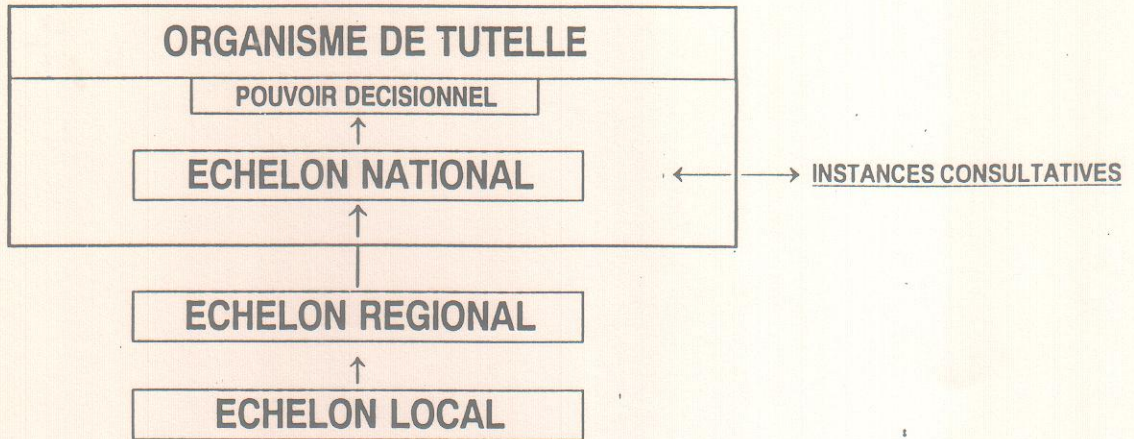 ORGANISME DE TUTELLE
POUVOIR DECISIONNEL
ECHELON NATIONAL
INSTANCES CONSULTATIVES
ECHELON REGIONAL
ECHELON LOCAL